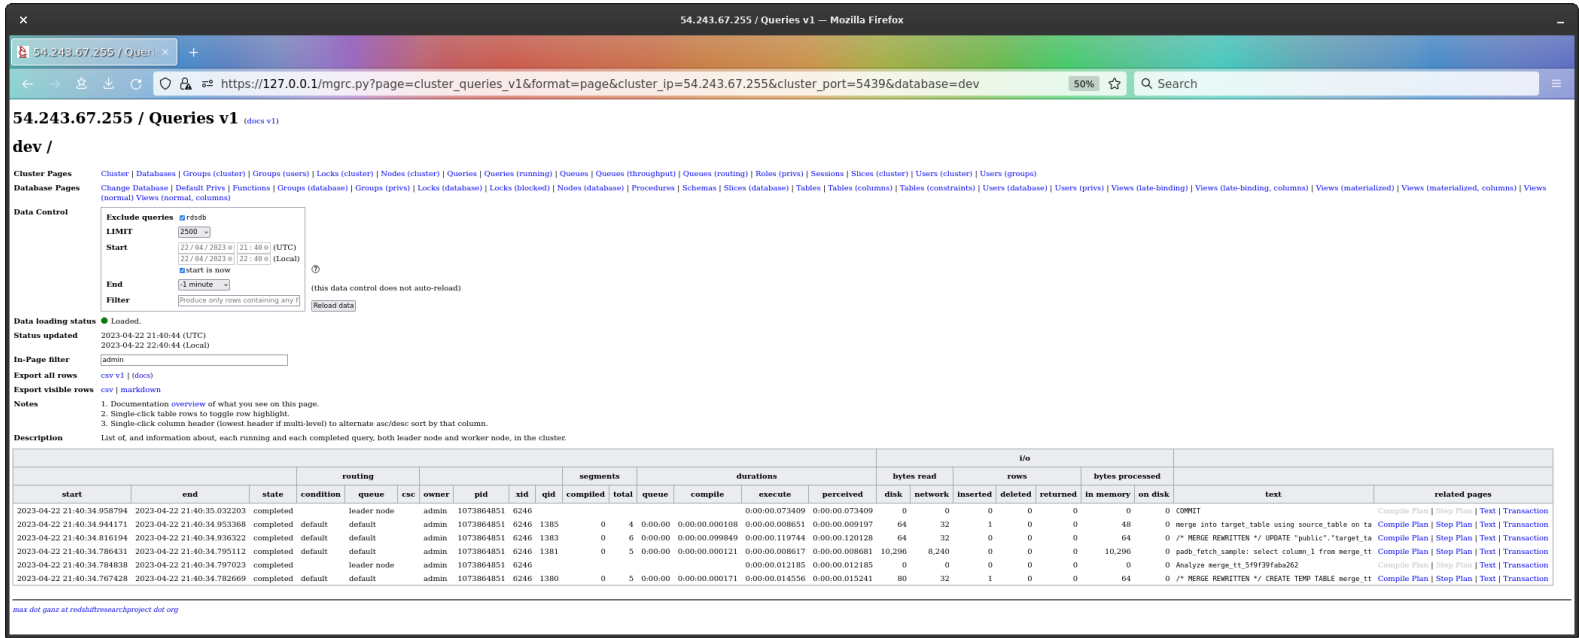 54.243.67.255 / Queries v1 — Mozilla Firefox
54.243.67.255 / Queri
https://127.0.0.1/mgrc.py?page=cluster_queries_v1&format=page&cluster_ip=54.243.67.255&cluster_port=5439&database=dev 50% Search
54.243.67.255 / Queries v1 (docs v1)
dev /
Cluster Pages Cluster | Databases | Groups (cluster) | Groups (users) | Locks (cluster) | Nodes (cluster) | Queries | Queries (running) | Queues | Queues (throughput) | Queues (routing) | Roles (privs) | Sessions | Slices (cluster) | Users (cluster) | Users (groups)
Database Pages Change Database | Default Privs | Functions | Groups (database) | Groups (privs) | Locks (database) | Locks (blocked) | Nodes (database) | Procedures | Schemas | Slices (database) | Tables | Tables (columns) | Tables (constraints) | Users (database) | Users (privs) | Views (late-binding) | Views (late-binding, columns) | Views (materialized) | Views (materialized, columns) | Views
(normal) Views (normal, columns)
Data Control
Exclude queries rdsdb
LIMIT 2500
Start 22/04/2023 21:40 (UTC)
22/04/2023 22:40 (Local)
start is now
End -1 minute (this data control does not auto-reload)
Filter Produce only rows containing any f Reload data
Data loading status Loaded.
Status updated 2023-04-22 21:40:44 (UTC)
2023-04-22 22:40:44 (Local)
In-Page filter admin
Export all rows csv v1 | (docs)
Export visible rows csv | markdown
Notes 1. Documentation overview of what you see on this page.
2. Single-click table rows to toggle row highlight.
3. Single-click column header (lowest header if multi-level) to alternate asc/desc sort by that column.
Description List of, and information about, each running and each completed query, both leader node and worker node, in the cluster.
i/o
routing segments durations bytes read rows bytes processed
start end state condition queue csc owner pid xid qid compiled total queue compile execute perceived disk network inserted deleted returned in memory on disk text related pages
2023-04-22 21:40:34.958794 2023-04-22 21:40:35.032203 completed leader node admin 1073864851 6246 0:00:00.073409 0:00:00.073409 0 0 0 0 0 0 0 COMMIT Compile Plan | Step Plan | Text | Transaction
2023-04-22 21:40:34.944171 2023-04-22 21:40:34.953368 completed default default admin 1073864851 6246 1385 0 4 0:00:00 0:00:00.000108 0:00:00.008651 0:00:00.009197 64 32 1 0 0 48 0 merge into target_table using source_table on ta Compile Plan | Step Plan | Text | Transaction
2023-04-22 21:40:34.816194 2023-04-22 21:40:34.936322 completed default default admin 1073864851 6246 1383 0 6 0:00:00 0:00:00.099849 0:00:00.119744 0:00:00.120128 64 32 0 0 0 64 0 /* MERGE REWRITTEN */ UPDATE "public"."target_ta Compile Plan | Step Plan | Text | Transaction
2023-04-22 21:40:34.786431 2023-04-22 21:40:34.795112 completed default default admin 1073864851 6246 1381 0 5 0:00:00 0:00:00.000121 0:00:00.008617 0:00:00.008681 10,296 8,240 0 0 0 10,296 0 padb_fetch_sample: select column_1 from merge_tt Compile Plan | Step Plan | Text | Transaction
2023-04-22 21:40:34.784838 2023-04-22 21:40:34.797023 completed leader node admin 1073864851 6246 0:00:00.012185 0:00:00.012185 0 0 0 0 0 0 0 Analyze merge_tt_5f9f39faba262 Compile Plan | Step Plan | Text | Transaction
2023-04-22 21:40:34.767428 2023-04-22 21:40:34.782669 completed default default admin 1073864851 6246 1380 0 5 0:00:00 0:00:00.000171 0:00:00.014556 0:00:00.015241 80 32 1 0 0 64 0 /* MERGE REWRITTEN */ CREATE TEMP TABLE merge_tt Compile Plan | Step Plan | Text | Transaction
max dot ganz at redshiftresearchproject dot org